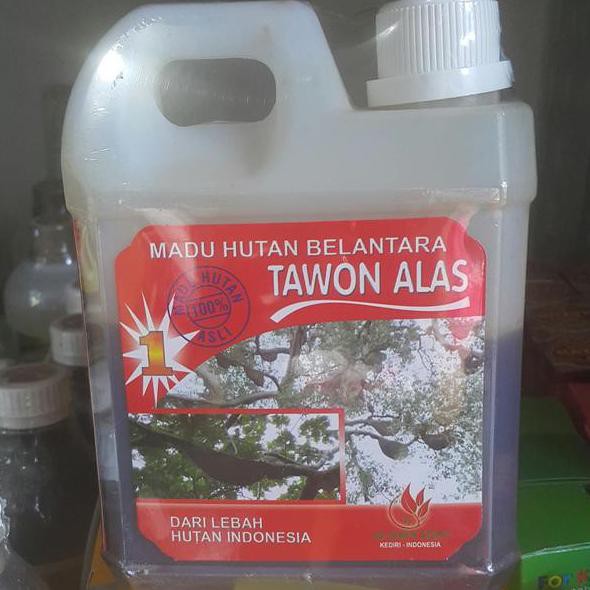 MADU HUTAN BELANTARA
TAWON ALAS
MADU HUTAN
100%
ASLI
1
DARI LEBAH
HUTAN INDONESIA
KEDIRI - INDONESIA